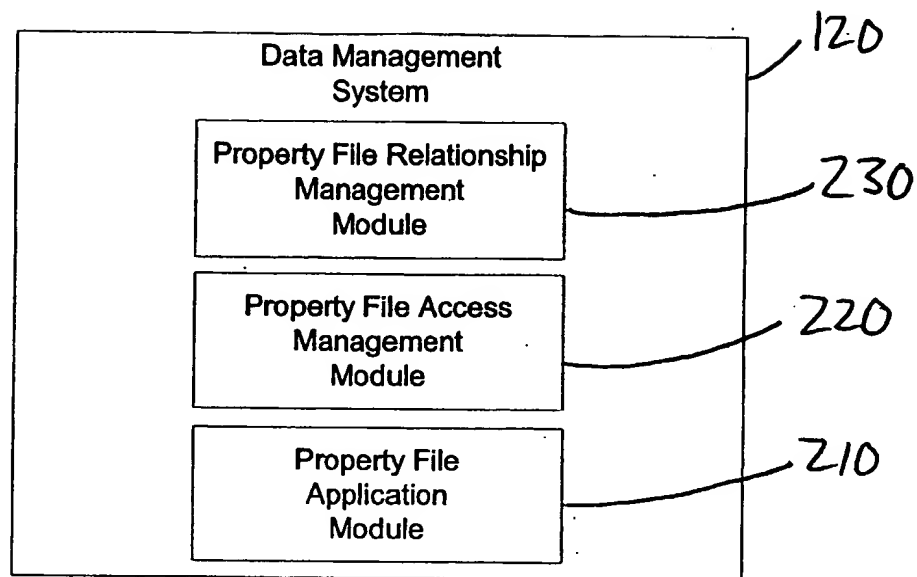 Data Management
System
120
Property File Relationship
Management
Module
230
Property File Access
Management
Module
220
Property File
Application
Module
210